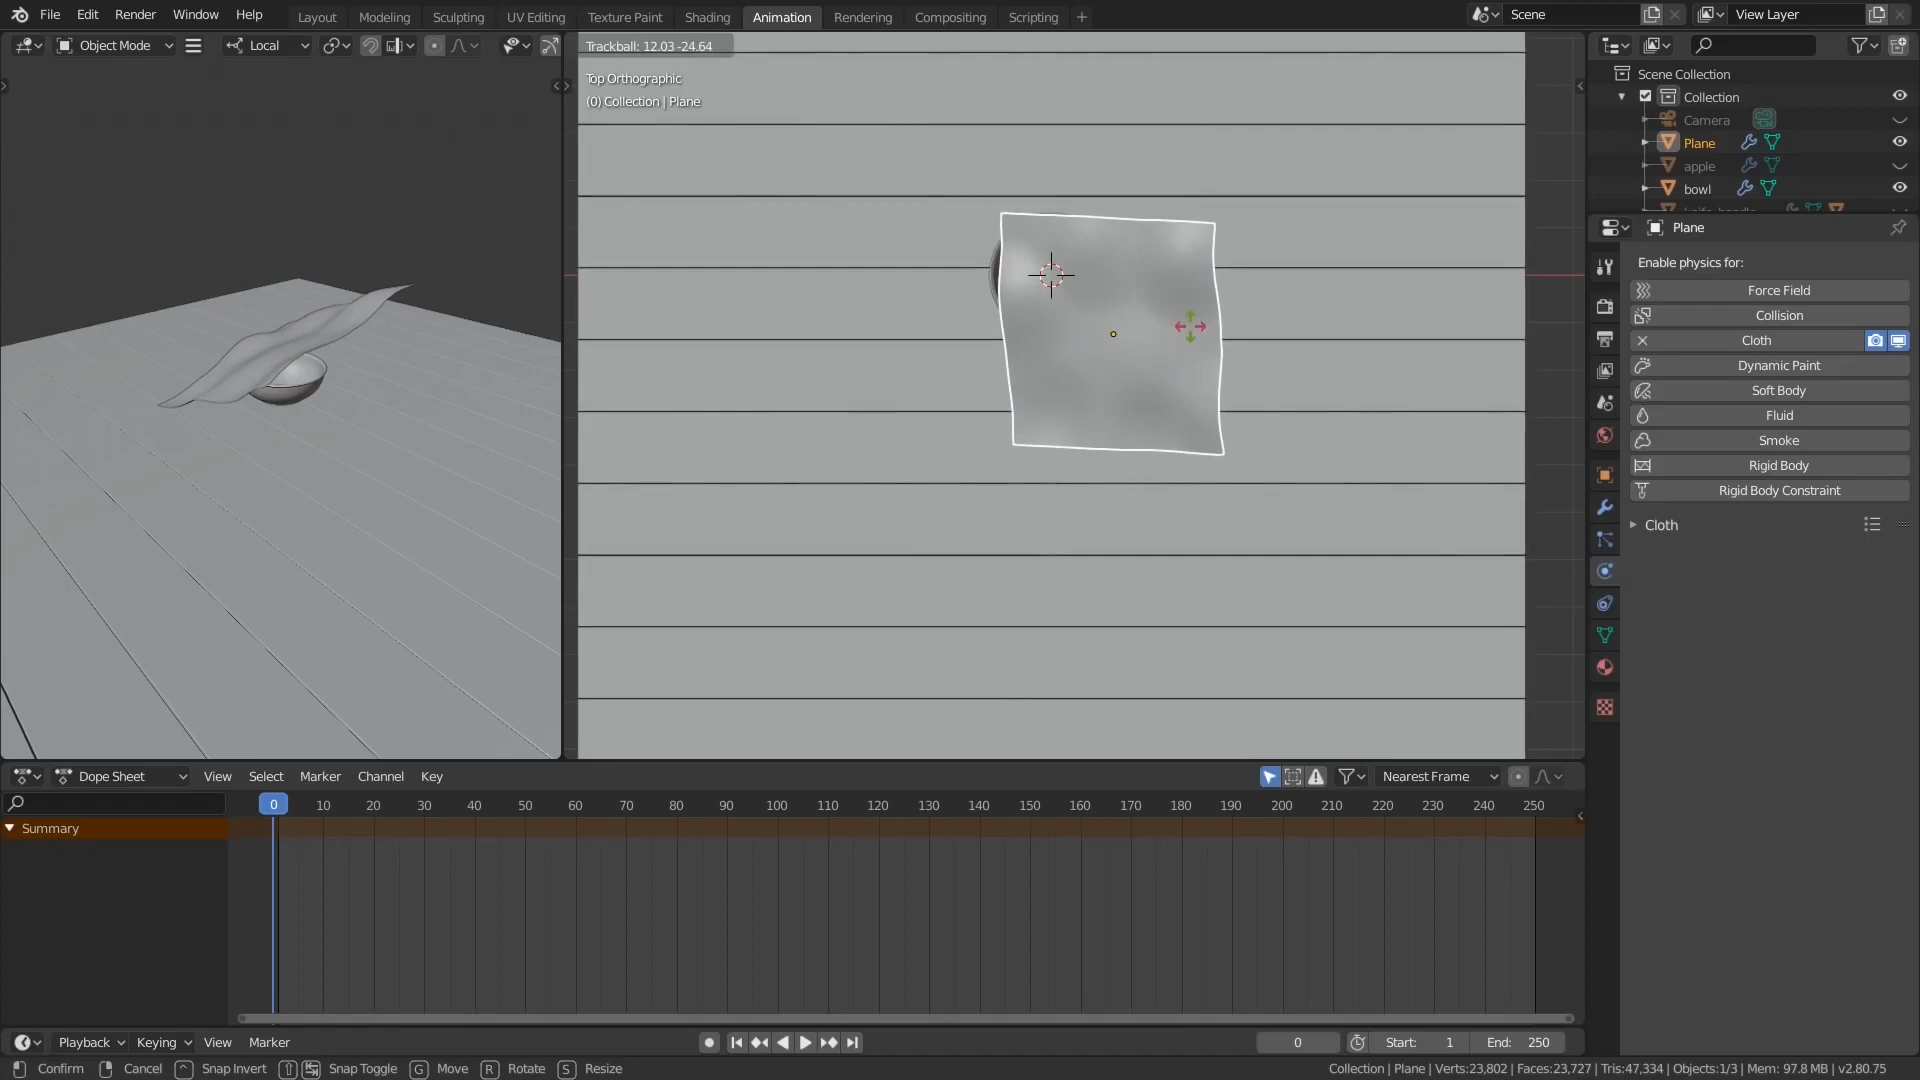 File Edit Render Window Help Layout Modeling Sculpting UV Editing Texture Paint Shading Animation Rendering Compositing Scripting + Scene View Layer
Object Mode Local
Trackball: 12.03 -24.64
Top Orthographic
(0) Collection | Plane
Scene Collection
Collection
Camera
Plane
apple
bowl
Plane
Enable physics for:
Force Field
Collision
Cloth
Dynamic Paint
Soft Body
Fluid
Smoke
Rigid Body
Rigid Body Constraint
Cloth
Dope Sheet View Select Marker Channel Key Nearest Frame
0 10 20 30 40 50 60 70 80 90 100 110 120 130 140 150 160 170 180 190 200 210 220 230 240 250
Summary
Playback Keying View Marker 0 Start: 1 End: 250
Confirm Cancel Snap Invert Snap Toggle G Move R Rotate S Resize Collection | Plane | Verts:23,802 | Faces:23,727 | Tris:47,334 | Objects:1/3 | Mem: 97.8 MB | v2.80.75